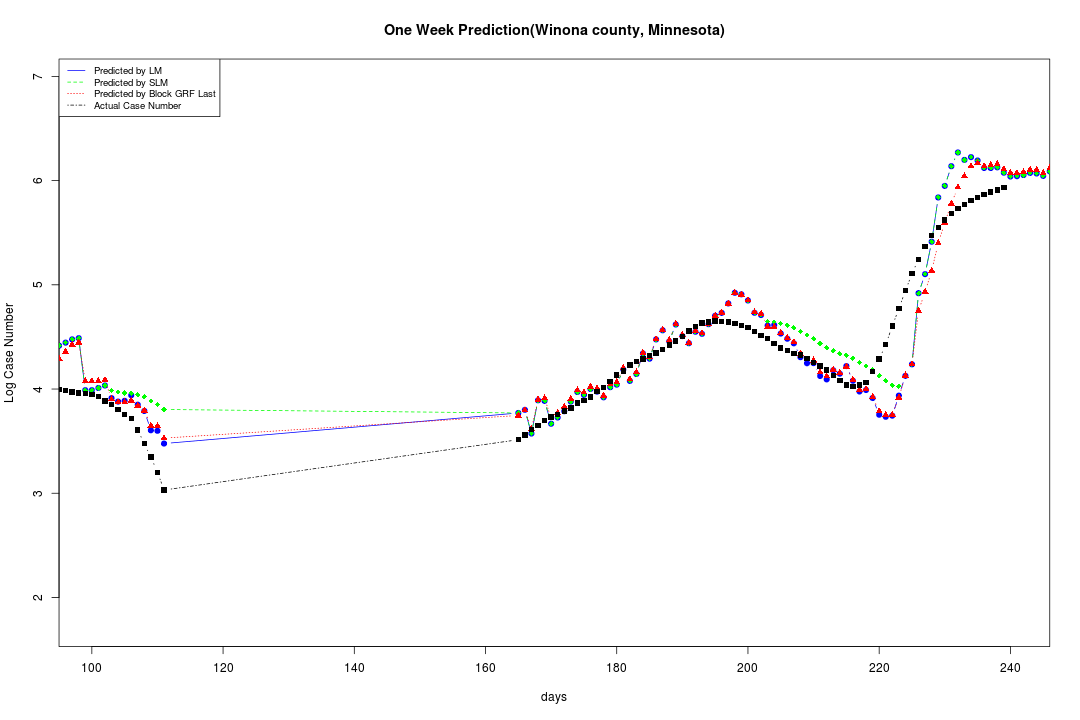 One Week Prediction(Winona county, Minnesota)
Predicted by LM
Predicted by SLM
Predicted by Block GRF Last
Actual Case Number
Log Case Number
7
6
5
4
3
2
100 120 140 160 180 200 220 240
days